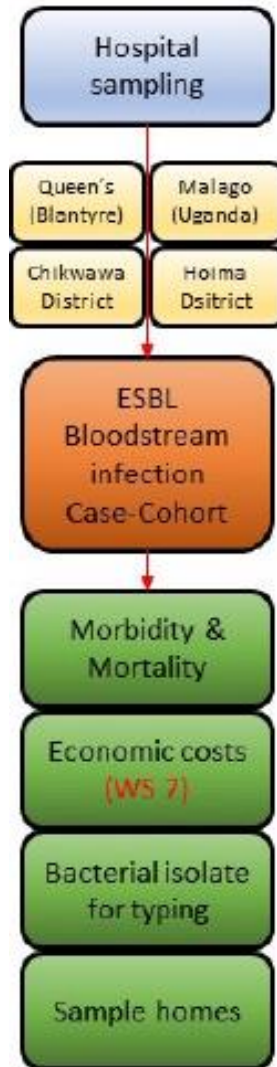 Hospital
sampling
Queen's
(Blantyre)
Malago
(Uganda)
Chikwawa
District
Hoima
Dsitrict
ESBL
Bloodstream
infection
Case-Cohort
Morbidity &
Mortality
Economic costs
(WS 7)
Bacterial isolate
for typing
Sample homes